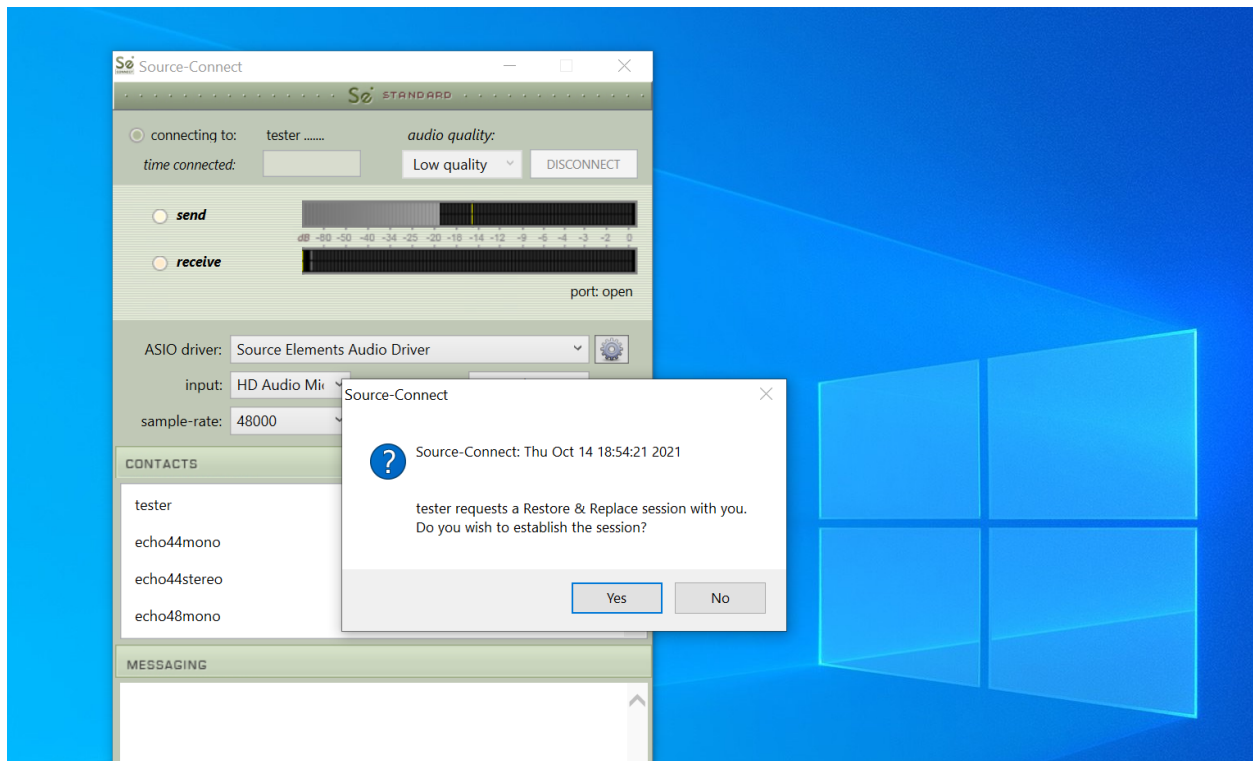 Se Source-Connect
Se STANDARD
connecting to: tester ....... audio quality:
time connected: Low quality DISCONNECT
send
dB -60 -50 -40 -34 -25 -20 -18 -14 -12 -9 -6 -4 -3 -2 0
receive
port: open
ASIO driver: Source Elements Audio Driver
input: HD Audio Mi
sample-rate: 48000
CONTACTS
tester
echo44mono
echo44stereo
echo48mono
MESSAGING
Source-Connect
Source-Connect: Thu Oct 14 18:54:21 2021
tester requests a Restore & Replace session with you.
Do you wish to establish the session?
Yes No